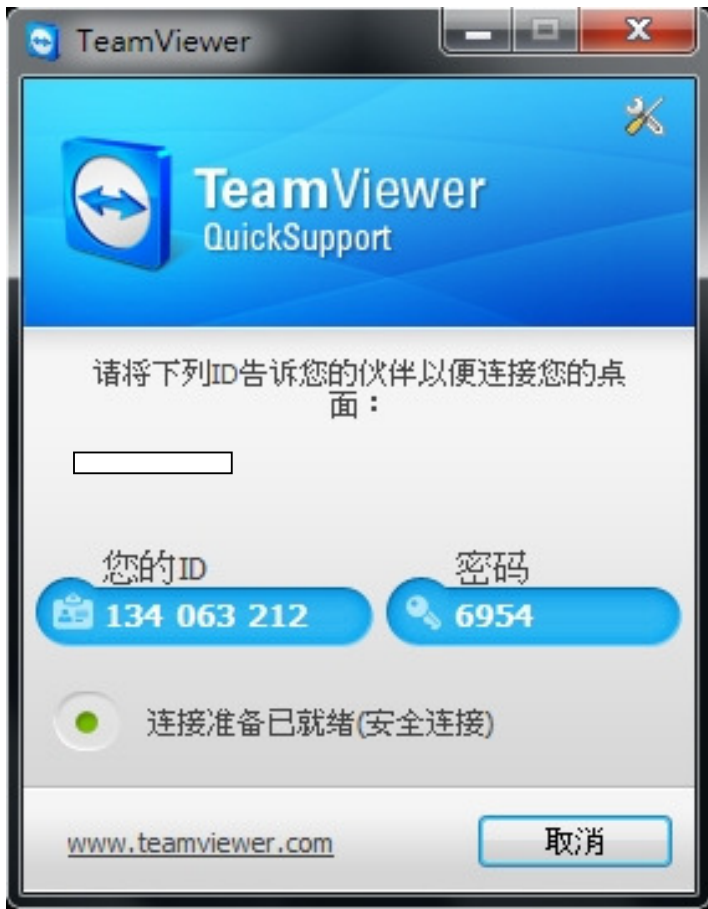 TeamViewer
TeamViewer
QuickSupport
请将下列ID告诉您的伙伴以便连接您的桌
面：
您的ID
密码
134 063 212
6954
连接准备已就绪(安全连接)
www.teamviewer.com
取消